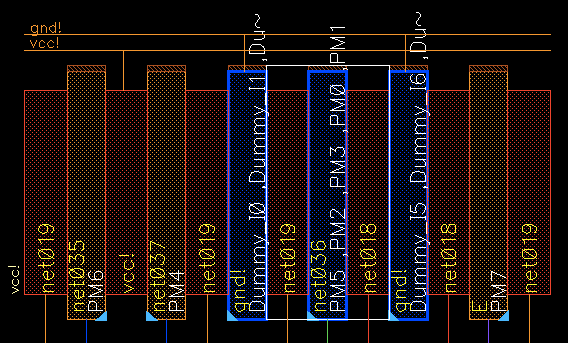 gnd!
vcc!
vcc!
net019
net035
PM6
vcc!
net037
PM4
net019
gnd!
Dummy_I0 ,Dummy_I1 ,Du~
net019
net036
PM5 ,PM2 ,PM3 ,PM0 ,PM1
net018
gnd!
Dummy_I5 ,Dummy_I6 ,Du~
net018
E
PM7
net019